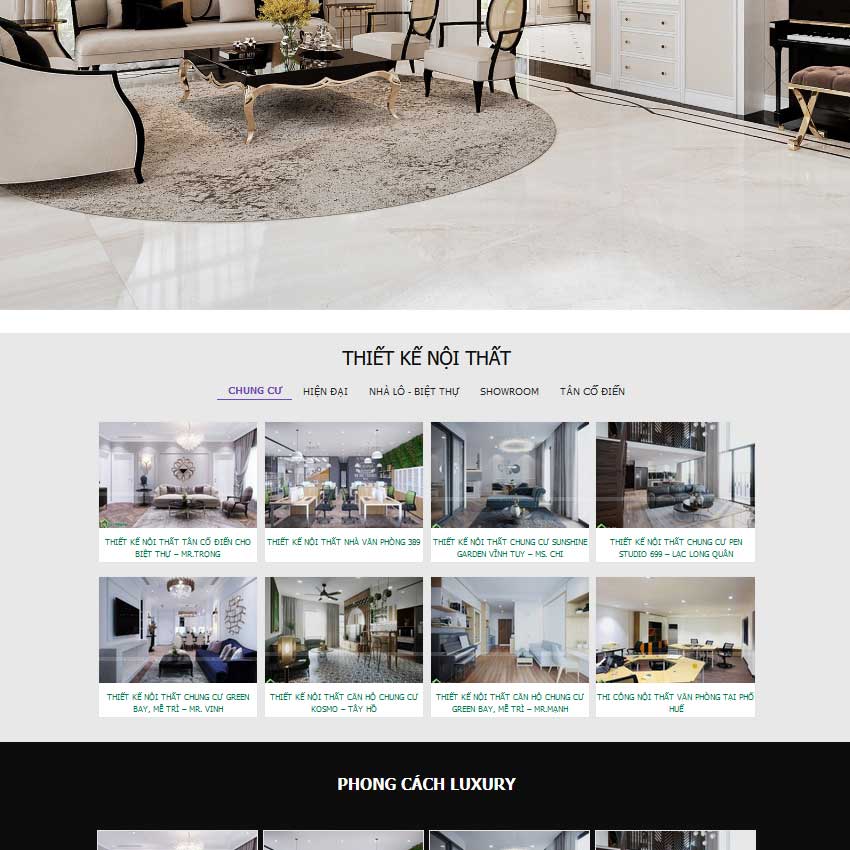 THIẾT KẾ NỘI THẤT
CHUNG CƯ
HIỆN ĐẠI
NHÀ LÔ - BIỆT THỰ
SHOWROOM
TÂN CỔ ĐIỂN
THIẾT KẾ NỘI THẤT TÂN CỔ ĐIỂN CHO
BIỆT THỰ – MR.TRỌNG
THIẾT KẾ NỘI THẤT NHÀ VĂN PHÒNG 389
THIẾT KẾ NỘI THẤT CHUNG CƯ SUNSHINE
GARDEN VĨNH TUY – MS. CHI
THIẾT KẾ NỘI THẤT CHUNG CƯ PEN
STUDIO 699 – LẠC LONG QUÂN
THIẾT KẾ NỘI THẤT CHUNG CƯ GREEN
BAY, MỄ TRÌ – MR. VINH
THIẾT KẾ NỘI THẤT CĂN HỘ CHUNG CƯ
KOSMO – TÂY HỒ
THIẾT KẾ NỘI THẤT CĂN HỘ CHUNG CƯ
GREEN BAY, MỄ TRÌ – MR.MẠNH
THI CÔNG NỘI THẤT VĂN PHÒNG TẠI PHỐ
HUẾ
PHONG CÁCH LUXURY